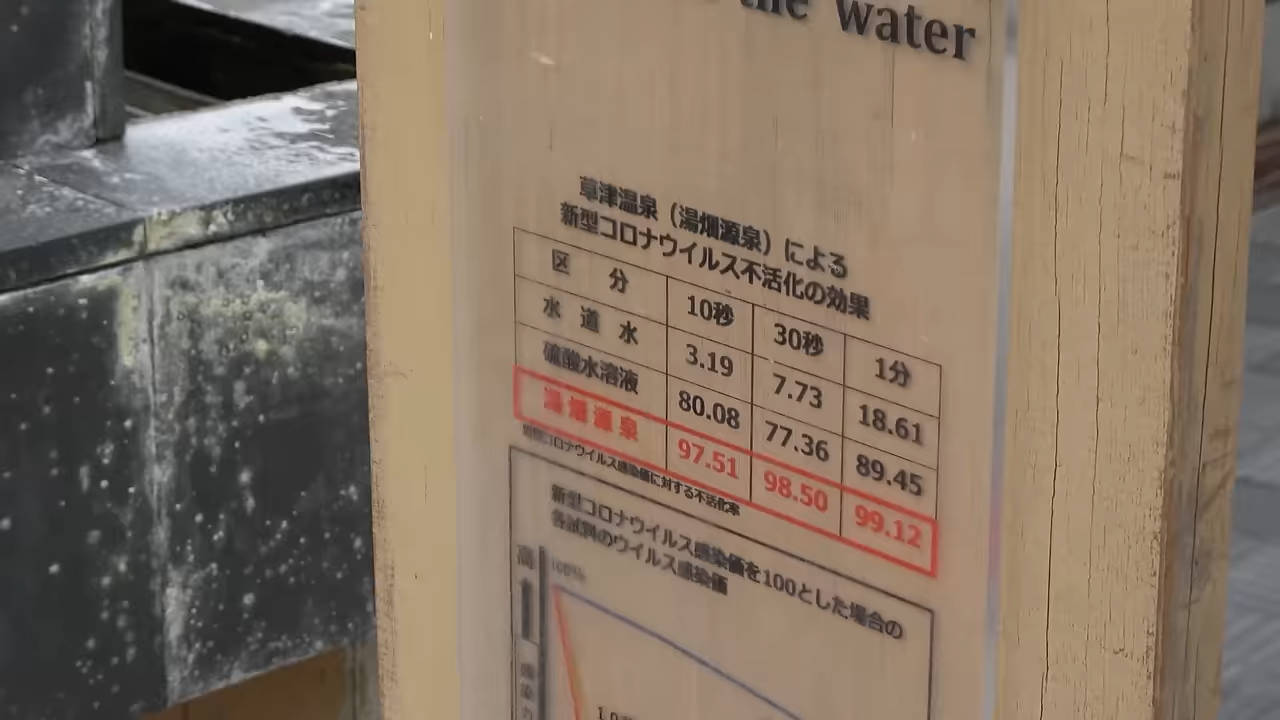 the water
草津温泉（湯畑源泉）による
新型コロナウイルス不活化の効果
区 分 10秒 30秒 1分
水 道 水 3.19 7.73 18.61
硫酸水溶液 80.08 77.36 89.45
湯 畑 源 泉 97.51 98.50 99.12
新型コロナウイルス感染価に対する不活化率
新型コロナウイルス感染価を100とした場合の
各試料のウイルス感染価
高
100%
感染力